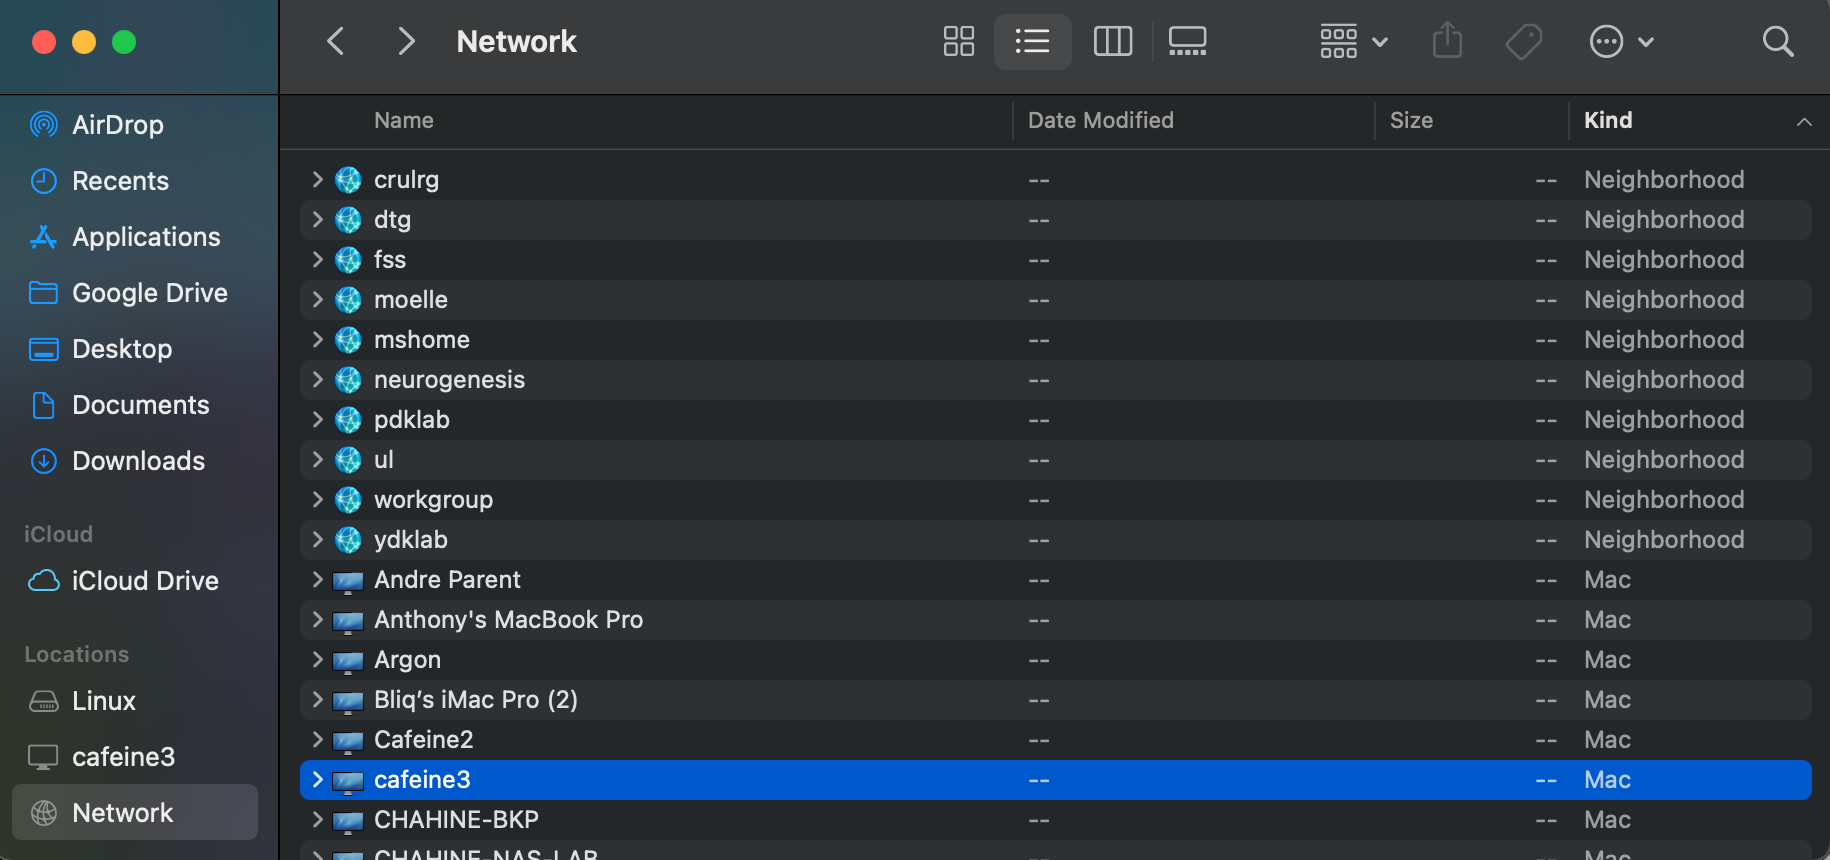 Network
AirDrop
Recents
Applications
Google Drive
Desktop
Documents
Downloads
iCloud
iCloud Drive
Locations
Linux
cafeine3
Network
Name Date Modified Size Kind
crulrg -- -- Neighborhood
dtg -- -- Neighborhood
fss -- -- Neighborhood
moelle -- -- Neighborhood
mshome -- -- Neighborhood
neurogenesis -- -- Neighborhood
pdklab -- -- Neighborhood
ul -- -- Neighborhood
workgroup -- -- Neighborhood
ydklab -- -- Neighborhood
Andre Parent -- -- Mac
Anthony's MacBook Pro -- -- Mac
Argon -- -- Mac
Bliq’s iMac Pro (2) -- -- Mac
Cafeine2 -- -- Mac
cafeine3 -- -- Mac
CHAHINE-BKP -- -- Mac
CHAHINE-NAS-LAB -- -- Mac